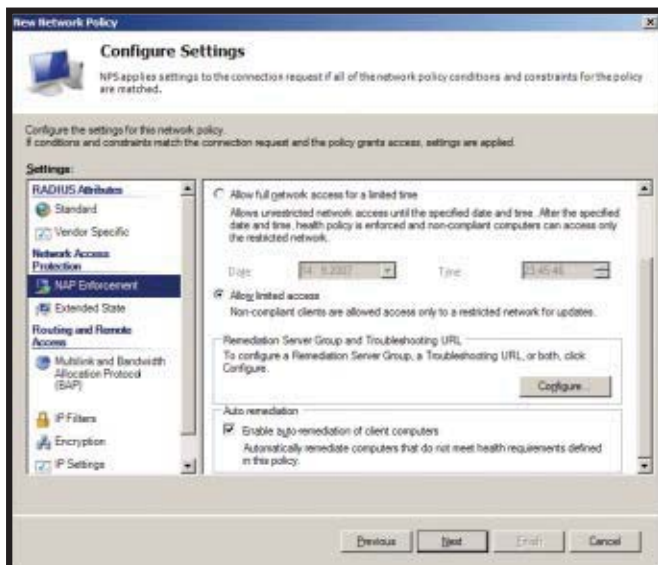 New Network Policy
Configure Settings
NPS applies settings to the connection request if all of the network policy conditions and constraints for the policy
are matched.
Configure the settings for this network policy.
If conditions and constraints match the connection request and the policy grants access, settings are applied.
Settings:
RADIUS Attributes
Standard
Vendor Specific
Network Access
Protection
NAP Enforcement
Extended State
Routing and Remote
Access
Multilink and Bandwidth
Allocation Protocol
(BAP)
IP Filters
Encryption
IP Settings
Allow full network access for a limited time
Allows unrestricted network access until the specified date and time. After the specified
date and time, health policy is enforced and non-compliant computers can access only
the restricted network.
Date
Time
Allow limited access
Non-compliant clients are allowed access only to a restricted network for updates.
Remediation Server Group and Troubleshooting URL
To configure a Remediation Server Group, a Troubleshooting URL, or both, click
Configure.
Configure...
Auto remediation
Enable auto-remediation of client computers
Automatically remediate computers that do not meet health requirements defined
in this policy.
Previous
Next
Finish
Cancel